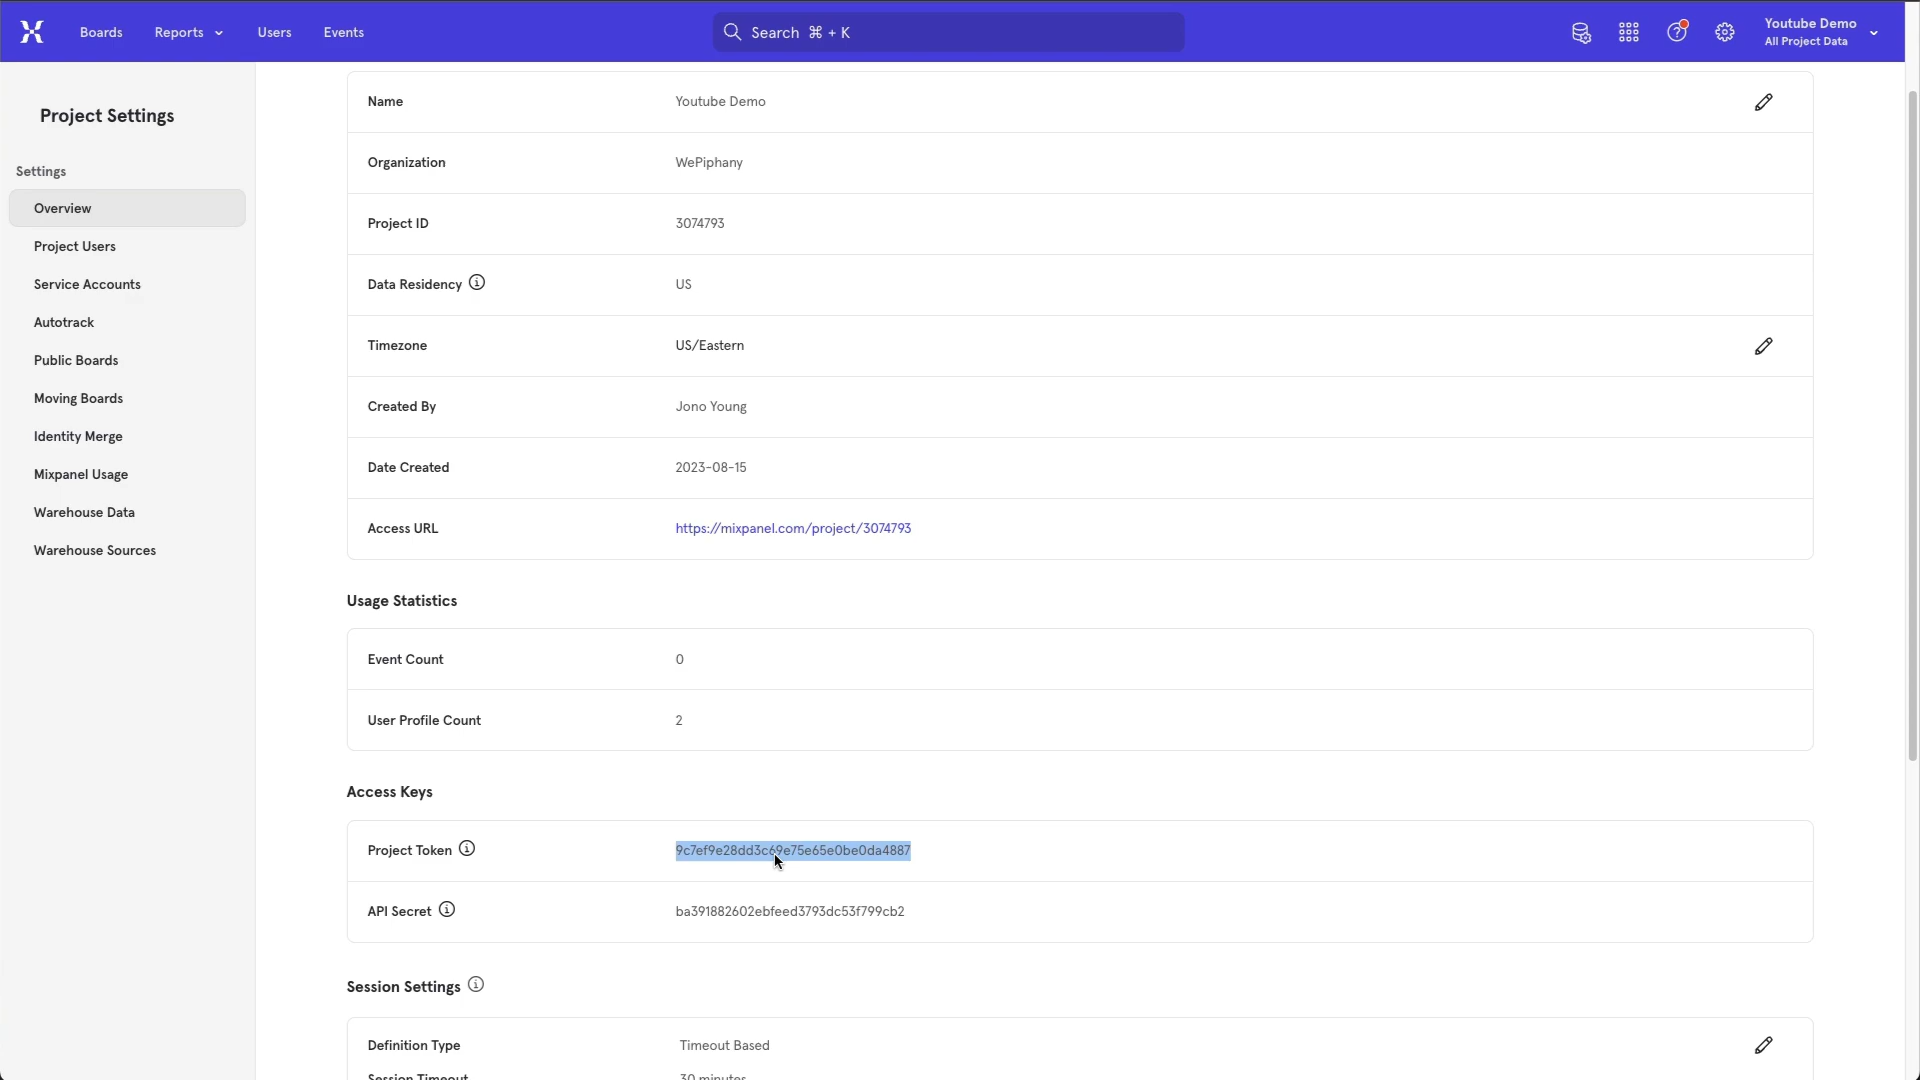 Boards
Reports
Users
Events
Search ⌘ + K
Youtube Demo
All Project Data
Project Settings
Settings
Overview
Project Users
Service Accounts
Autotrack
Public Boards
Moving Boards
Identity Merge
Mixpanel Usage
Warehouse Data
Warehouse Sources
Name Youtube Demo
Organization WePiphany
Project ID 3074793
Data Residency US
Timezone US/Eastern
Created By Jono Young
Date Created 2023-08-15
Access URL https://mixpanel.com/project/3074793
Usage Statistics
Event Count 0
User Profile Count 2
Access Keys
Project Token 9c7ef9e28dd3c69e75e65e0be0da4887
API Secret ba391882602ebfeed3793dc53f799cb2
Session Settings
Definition Type Timeout Based
Session Timeout 30 minutes